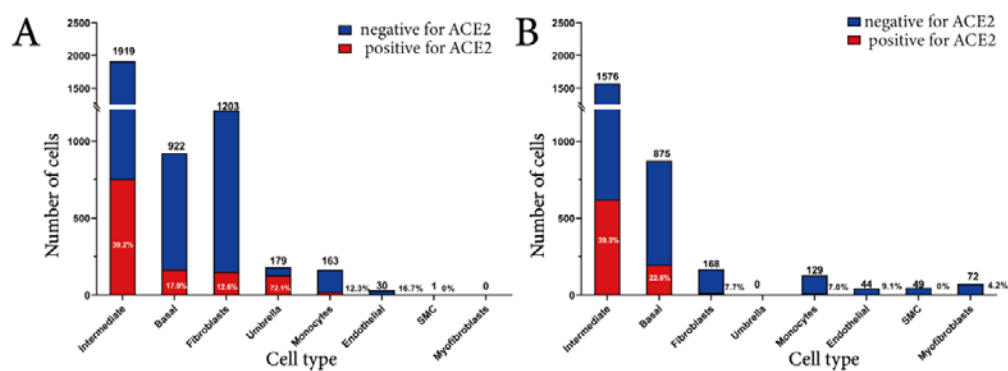 A
negative for ACE2
positive for ACE2
Number of cells
2500
2000
1500
1000
500
0
1919
922
1203
179
163
30
1
0
39.2%
17.9%
12.6%
72.1%
12.3%
16.7%
0%
Intermediate
Basal
Fibroblasts
Umbrella
Monocytes
Endothelial
SMC
Myofibroblasts
Cell type
B
negative for ACE2
positive for ACE2
Number of cells
2500
2000
1500
1000
500
0
1576
875
168
0
129
44
49
72
39.3%
22.6%
7.7%
7.0%
9.1%
0%
4.2%
Intermediate
Basal
Fibroblasts
Umbrella
Monocytes
Endothelial
SMC
Myofibroblasts
Cell type